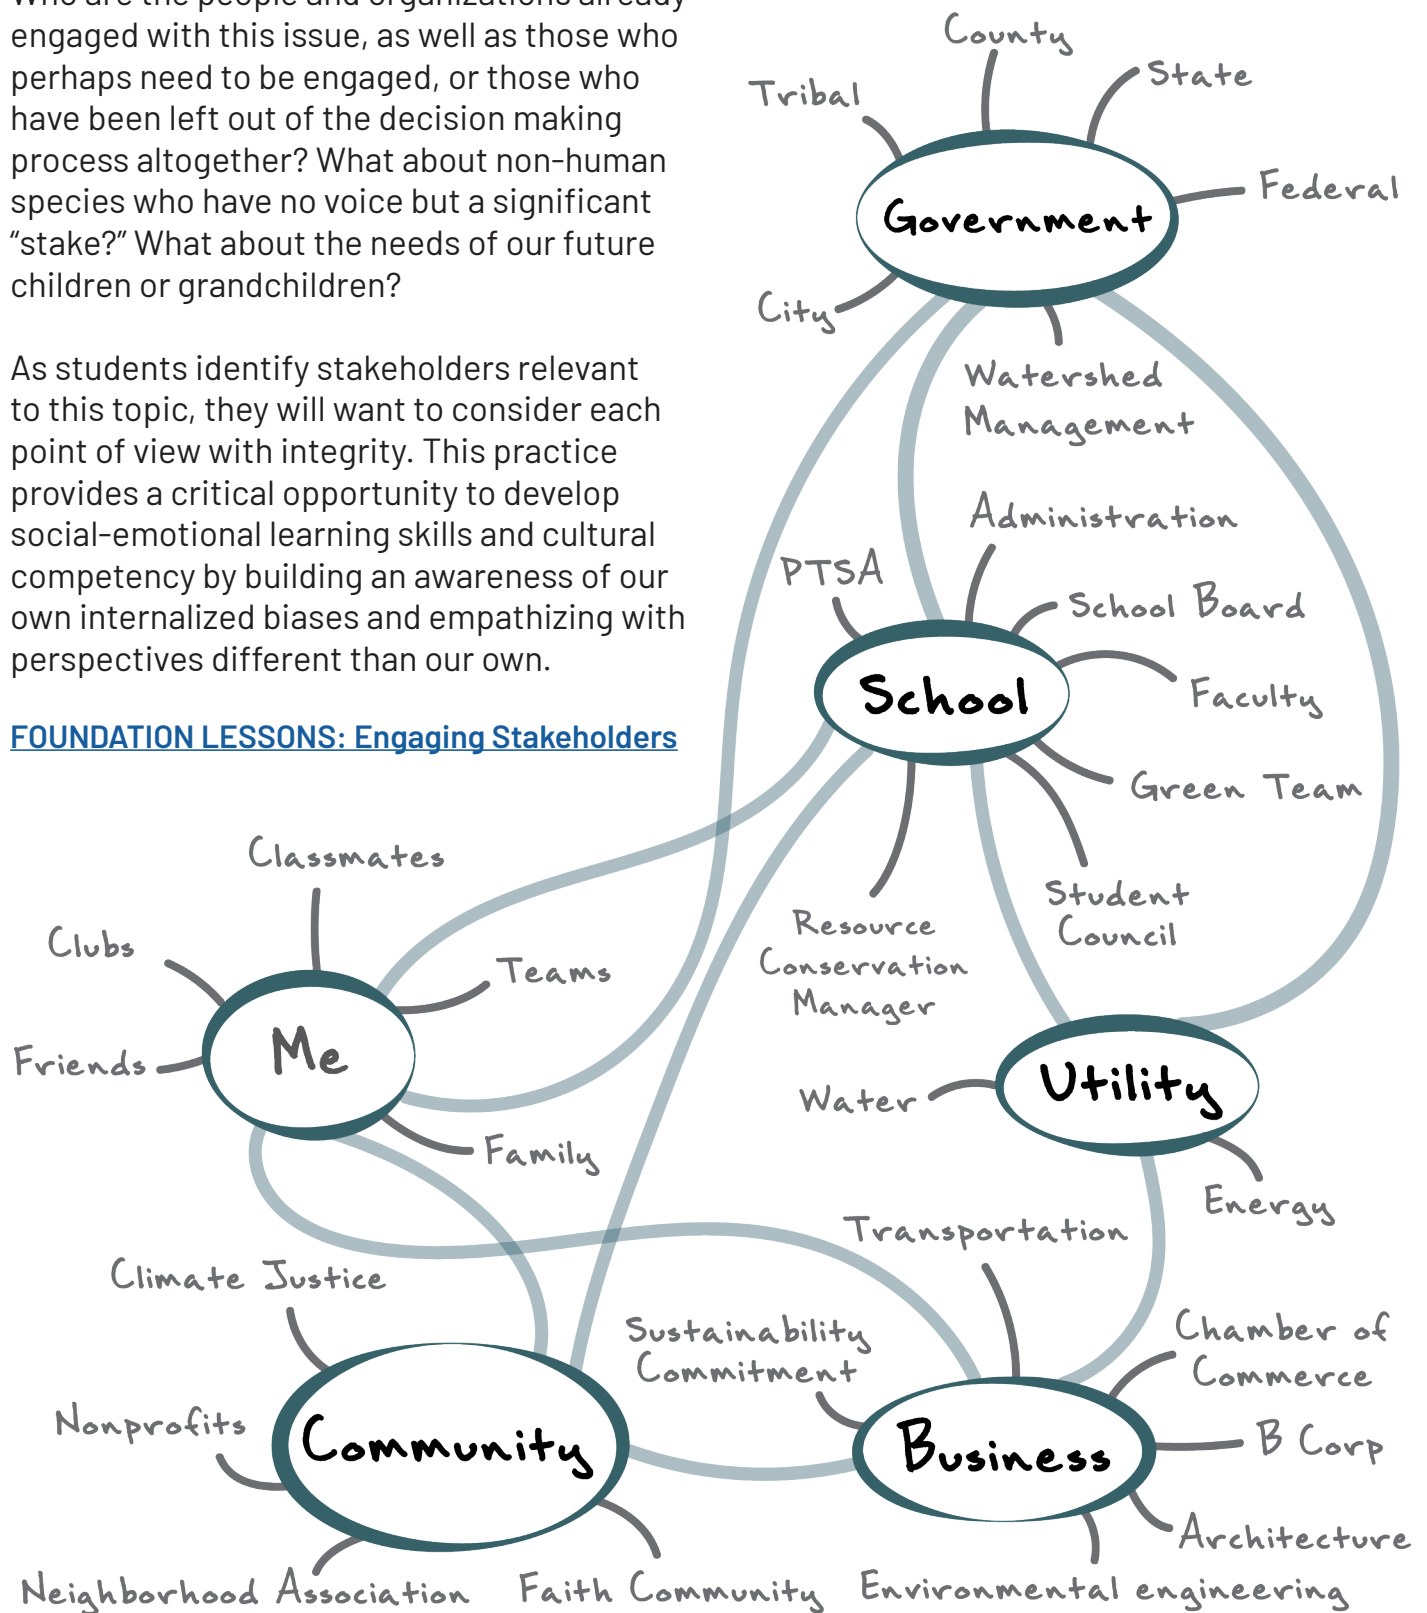 Who are the people and organizations already
engaged with this issue, as well as those who
perhaps need to be engaged, or those who
have been left out of the decision making
process altogether? What about non-human
species who have no voice but a significant
“stake?” What about the needs of our future
children or grandchildren?
As students identify stakeholders relevant
to this topic, they will want to consider each
point of view with integrity. This practice
provides a critical opportunity to develop
social-emotional learning skills and cultural
competency by building an awareness of our
own internalized biases and empathizing with
perspectives different than our own.
FOUNDATION LESSONS: Engaging Stakeholders
County
State
Tribal
Federal
Government
City
Watershed
Management
Administration
PTSA
School Board
School
Faculty
Green Team
Student
Council
Resource
Conservation
Manager
Classmates
Clubs
Teams
Me
Friends
Family
Utility
Water
Energy
Transportation
Climate Justice
Sustainability
Commitment
Chamber of
Commerce
Nonprofits
Community
Business
B Corp
Architecture
Neighborhood Association
Faith Community
Environmental engineering